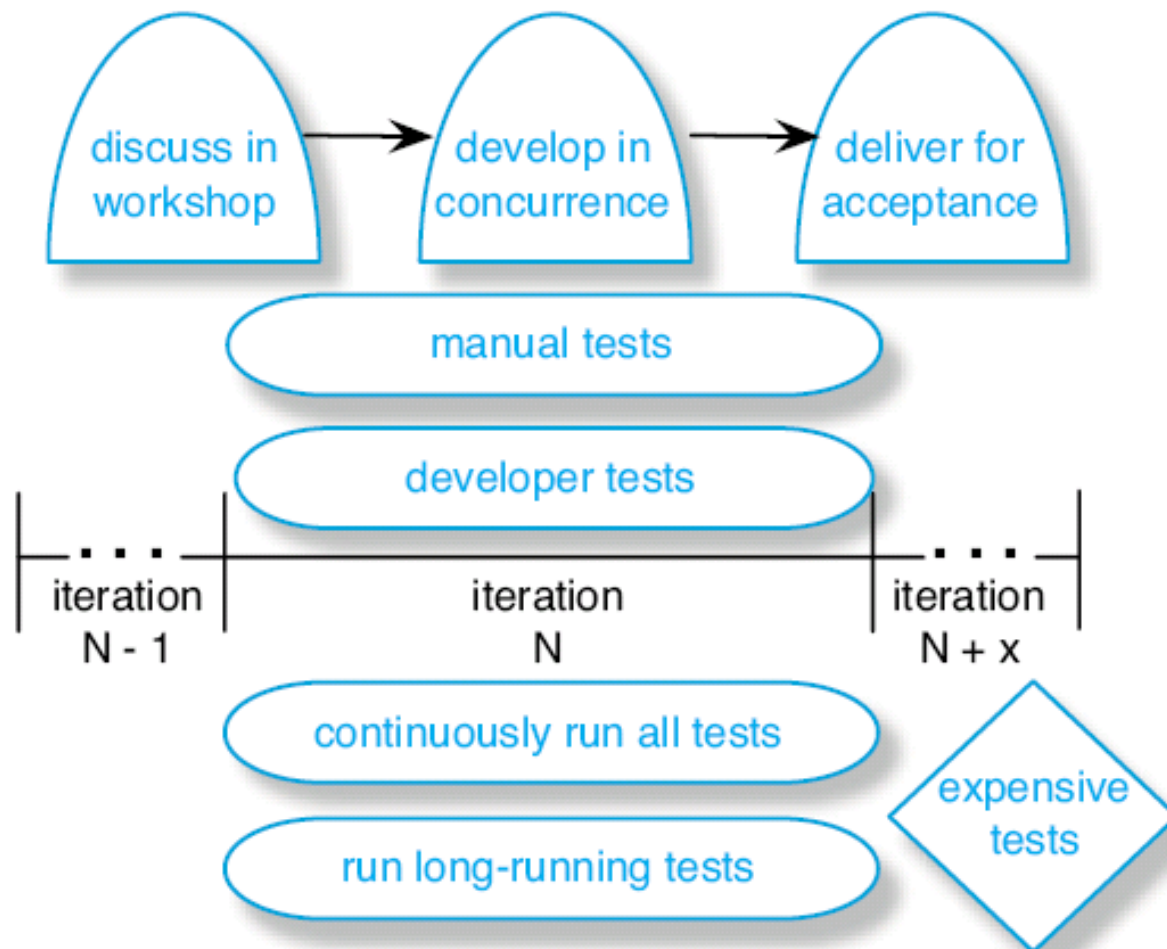 discuss in
workshop
develop in
concurrence
deliver for
acceptance
manual tests
developer tests
iteration
N - 1
iteration
N
iteration
N + x
continuously run all tests
run long-running tests
expensive
tests